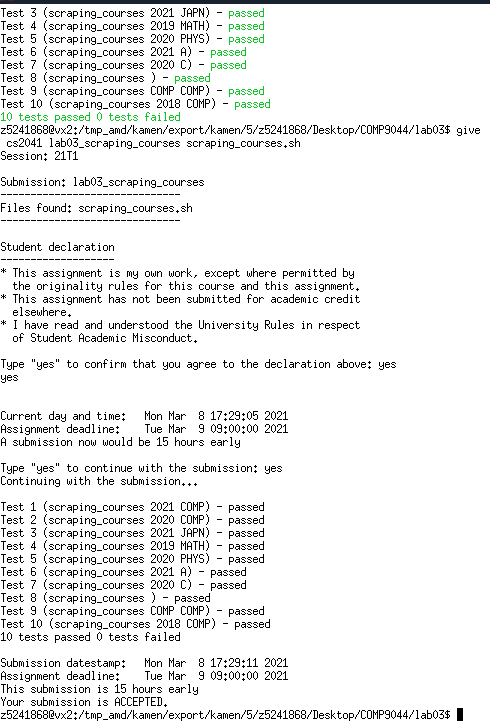 Test 3 (scraping_courses 2021 JAPN) - passed
Test 4 (scraping_courses 2019 MATH) - passed
Test 5 (scraping_courses 2020 PHYS) - passed
Test 6 (scraping_courses 2021 A) - passed
Test 7 (scraping_courses 2020 C) - passed
Test 8 (scraping_courses ) - passed
Test 9 (scraping_courses COMP COMP) - passed
Test 10 (scraping_courses 2018 COMP) - passed
10 tests passed 0 tests failed
z5241868@vx2:/tmp_amd/kamen/export/kamen/5/z5241868/Desktop/COMP9044/lab03$ give
cs2041 lab03_scraping_courses scraping_courses.sh
Session: 21T1
Submission: lab03_scraping_courses
------------------------------
Files found: scraping_courses.sh
------------------------------
Student declaration
-------------------
* This assignment is my own work, except where permitted by
the originality rules for this course and this assignment.
* This assignment has not been submitted for academic credit
elsewhere.
* I have read and understood the University Rules in respect
of Student Academic Misconduct.
Type "yes" to confirm that you agree to the declaration above: yes
yes
Current day and time:   Mon Mar  8 17:29:05 2021
Assignment deadline:    Tue Mar  9 09:00:00 2021
A submission now would be 15 hours early
Type "yes" to continue with the submission: yes
Continuing with the submission...
Test 1 (scraping_courses 2021 COMP) - passed
Test 2 (scraping_courses 2020 COMP) - passed
Test 3 (scraping_courses 2021 JAPN) - passed
Test 4 (scraping_courses 2019 MATH) - passed
Test 5 (scraping_courses 2020 PHYS) - passed
Test 6 (scraping_courses 2021 A) - passed
Test 7 (scraping_courses 2020 C) - passed
Test 8 (scraping_courses ) - passed
Test 9 (scraping_courses COMP COMP) - passed
Test 10 (scraping_courses 2018 COMP) - passed
10 tests passed 0 tests failed
Submission datestamp:   Mon Mar  8 17:29:11 2021
Assignment deadline:    Tue Mar  9 09:00:00 2021
This submission is 15 hours early
Your submission is ACCEPTED.
z5241868@vx2:/tmp_amd/kamen/export/kamen/5/z5241868/Desktop/COMP9044/lab03$